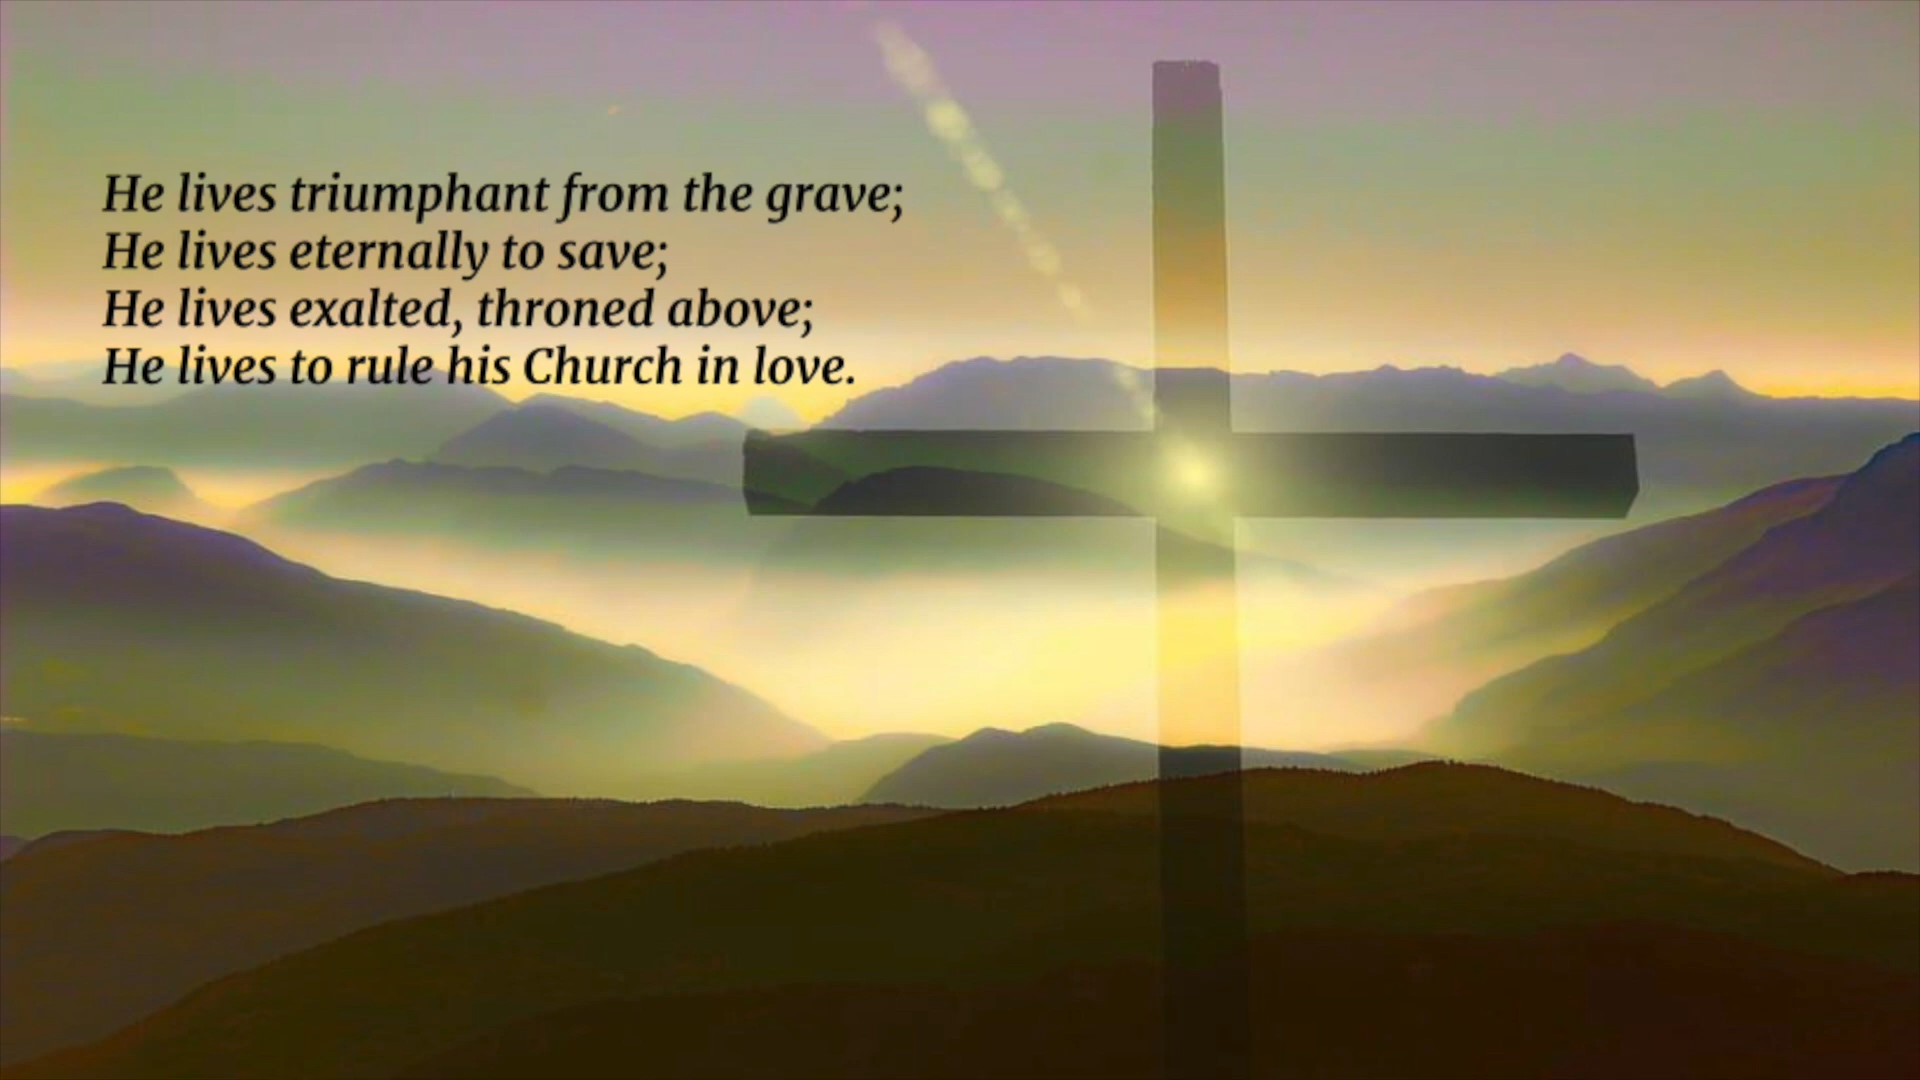 He lives triumphant from the grave;
He lives eternally to save;
He lives exalted, throned above;
He lives to rule his Church in love.